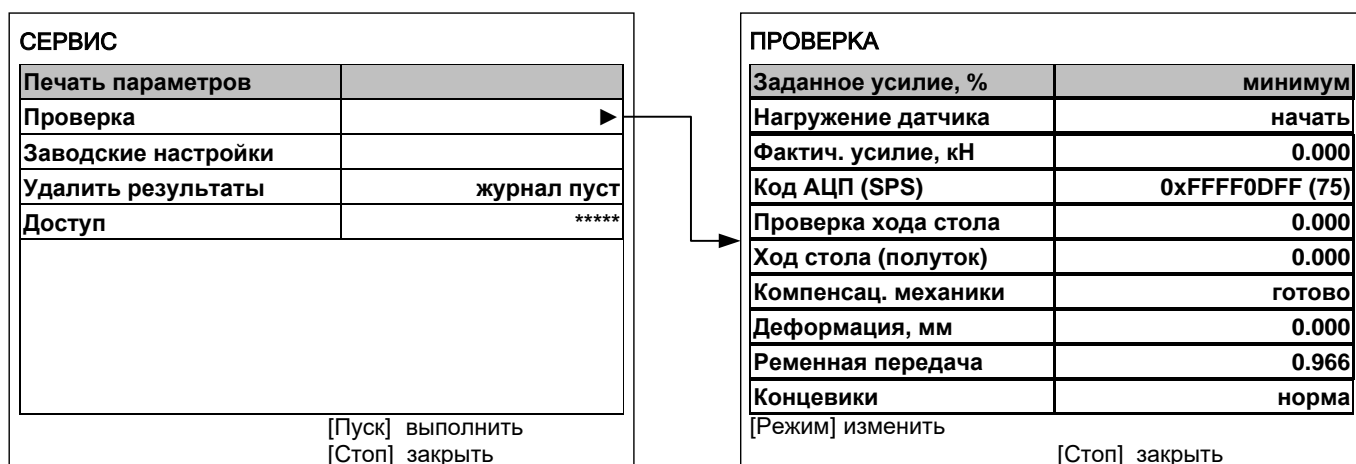 СЕРВИС
Печать параметров
Проверка ►
Заводские настройки
Удалить результаты журнал пуст
Доступ *****
[Пуск] выполнить
[Стоп] закрыть
ПРОВЕРКА
Заданное усилие, % минимум
Нагружение датчика начать
Фактич. усилие, кН 0.000
Код АЦП (SPS) 0xFFFF0DFF (75)
Проверка хода стола 0.000
Ход стола (полуток) 0.000
Компенсац. механики готово
Деформация, мм 0.000
Ременная передача 0.966
Концевики норма
[Режим] изменить
[Стоп] закрыть